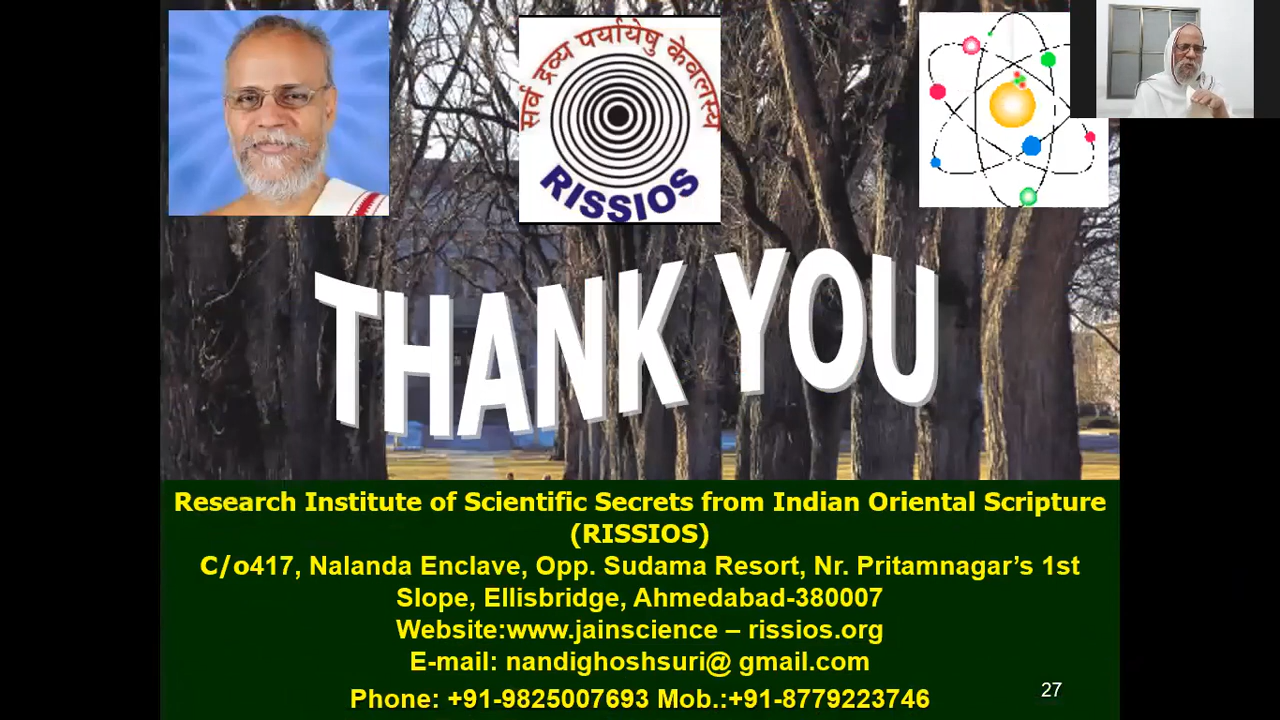 सर्व द्रव्य पर्यायेषु केवलस्य
RISSIOS
THANK YOU
Research Institute of Scientific Secrets from Indian Oriental Scripture
(RISSIOS)
C/o417, Nalanda Enclave, Opp. Sudama Resort, Nr. Pritamnagar’s 1st
Slope, Ellisbridge, Ahmedabad-380007
Website:www.jainscience – rissios.org
E-mail: nandighoshsuri@ gmail.com
Phone: +91-9825007693 Mob.:+91-8779223746
27